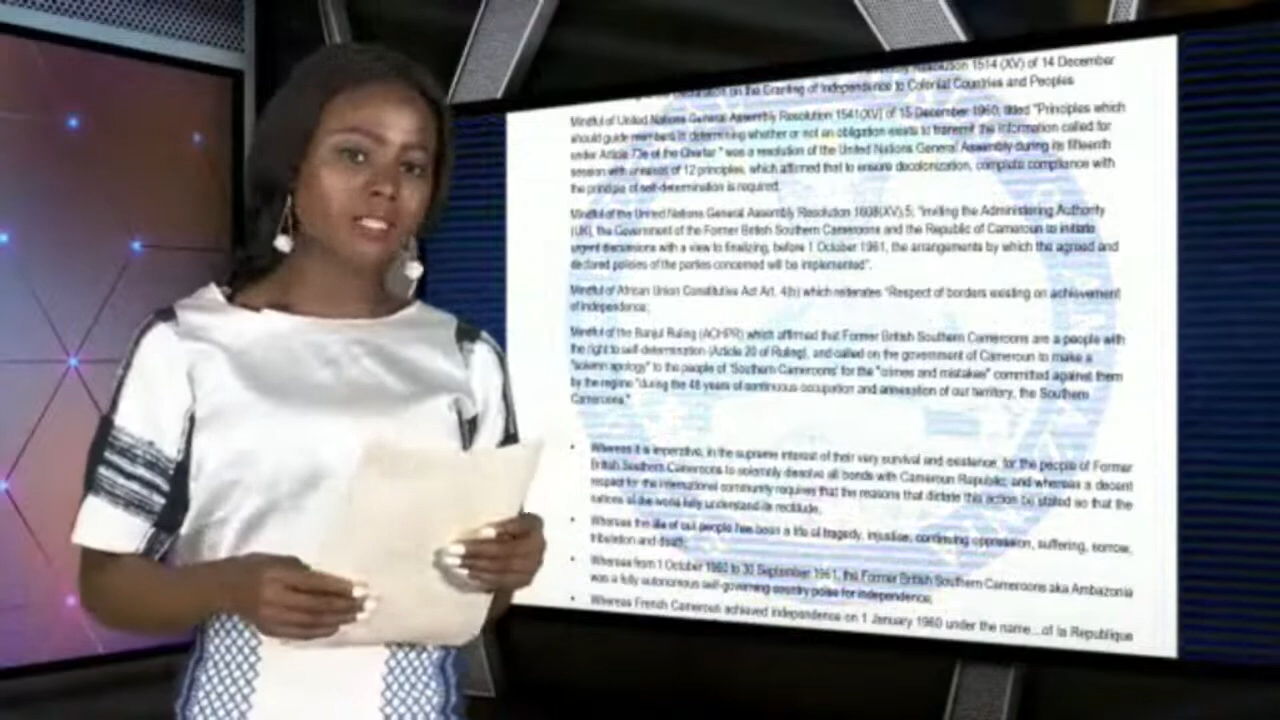 Resolution 1514 (XV) of 14 December
Declaration on the Granting of Independence to Colonial Countries and Peoples
Mindful of United Nations General Assembly Resolution 1541(XV) of 15 December 1960, titled "Principles which
should guide members in determining whether or not an obligation exists to transmit the information called for
under Article 73e of the Charter " was a resolution of the United Nations General Assembly during its fifteenth
session with annexes of 12 principles, which affirmed that to ensure decolonization, complete compliance with
the principle of self-determination is required.
Mindful of the United Nations General Assembly Resolution 1608(XV).5; "Inviting the Administering Authority
(UK), the Government of the Former British Southern Cameroons and the Republic of Cameroun to initiate
urgent discussions with a view to finalizing, before 1 October 1961, the arrangements by which the agreed and
declared policies of the parties concerned will be implemented".
Mindful of African Union Constitutive Act Art. 4(b) which reiterates "Respect of borders existing on achievement
of independence;
Mindful of the Banjul Ruling (ACHPR) which affirmed that Former British Southern Cameroons are a people with
the right to self-determination (Article 20 of Ruling), and called on the government of Cameroun to make a
"solemn apology" to the people of 'Southern Cameroons' for the "crimes and mistakes" committed against them
by the regime "during the 48 years of continuous occupation and annexation of our territory, the Southern
Cameroons."
• Whereas it is imperative, in the supreme interest of their very survival and existence, for the people of Former
British Southern Cameroons to solemnly dissolve all bonds with Cameroun Republic; and whereas a decent
respect for the international community requires that the reasons that dictate this action be stated so that the
nations of the world fully understand its rectitude.
• Whereas the life of our people has been a life of tragedy, injustice, continuing oppression, suffering, sorrow,
tribulation and death;
• Whereas from 1 October 1960 to 30 September 1961, the Former British Southern Cameroons aka Ambazonia
was a fully autonomous self-governing country poise for independence;
• Whereas French Cameroun achieved independence on 1 January 1960 under the name...of la Republique